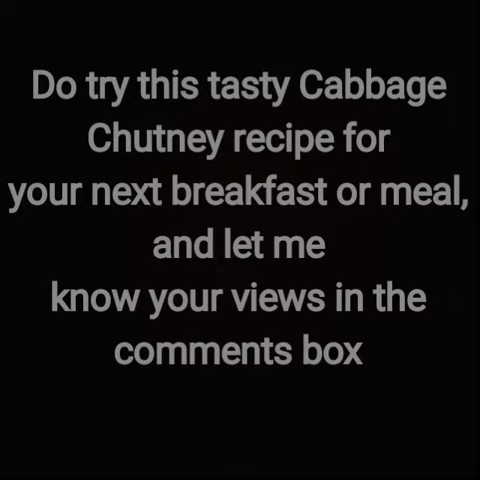 Do try this tasty Cabbage
Chutney recipe for
your next breakfast or meal,
and let me
know your views in the
comments box